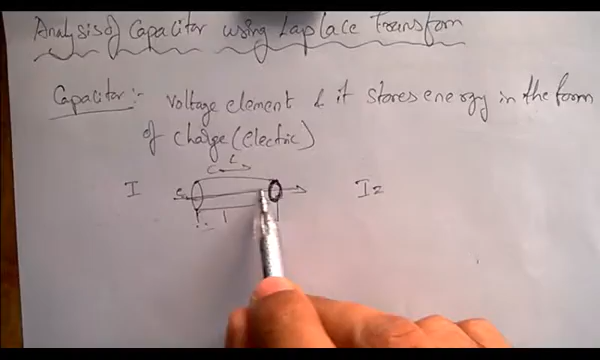 Analysis of Capacitor using Laplace Transform
Capacitor:- Voltage element & it stores energy in the form
of charge (electric)
I
I=